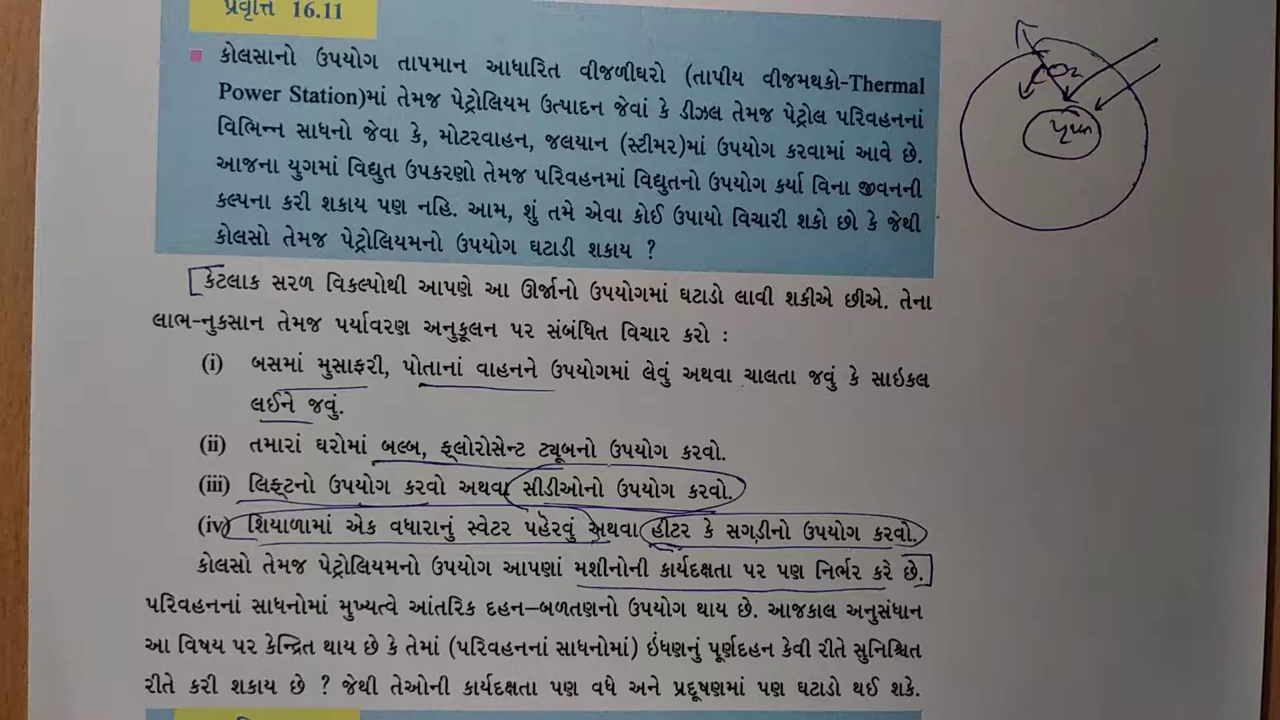 પ્રવૃત્તિ 16.11
કોલસાનો ઉપયોગ તાપમાન આધારિત વીજળીઘરો (તાપીય વીજમથકો-Thermal
Power Station)માં તેમજ પેટ્રોલિયમ ઉત્પાદન જેવાં કે ડીઝલ તેમજ પેટ્રોલ પરિવહનનાં
વિભિન્ન સાધનો જેવા કે, મોટરવાહન, જલયાન (સ્ટીમર)માં ઉપયોગ કરવામાં આવે છે.
આજના યુગમાં વિદ્યુત ઉપકરણો તેમજ પરિવહનમાં વિદ્યુતનો ઉપયોગ કર્યા વિના જીવનની
કલ્પના કરી શકાય પણ નહિ. આમ, શું તમે એવા કોઈ ઉપાયો વિચારી શકો છો કે જેથી
કોલસો તેમજ પેટ્રોલિયમનો ઉપયોગ ઘટાડી શકાય ?
કેટલાક સરળ વિકલ્પોથી આપણે આ ઊર્જાનો ઉપયોગમાં ઘટાડો લાવી શકીએ છીએ. તેના
લાભ-નુકસાન તેમજ પર્યાવરણ અનુકૂલન પર સંબંધિત વિચાર કરો :
(i) બસમાં મુસાફરી, પોતાનાં વાહનને ઉપયોગમાં લેવું અથવા ચાલતા જવું કે સાઇકલ
લઈને જવું.
(ii) તમારાં ઘરોમાં બલ્બ, ફ્લોરોસેન્ટ ટ્યૂબનો ઉપયોગ કરવો.
(iii) લિફ્ટનો ઉપયોગ કરવો અથવા સીડીઓનો ઉપયોગ કરવો.
(iv) શિયાળામાં એક વધારાનું સ્વેટર પહેરવું અથવા હીટર કે સગડીનો ઉપયોગ કરવો.
કોલસો તેમજ પેટ્રોલિયમનો ઉપયોગ આપણાં મશીનોની કાર્યદક્ષતા પર પણ નિર્ભર કરે છે.
પરિવહનનાં સાધનોમાં મુખ્યત્વે આંતરિક દહન–બળતણનો ઉપયોગ થાય છે. આજકાલ અનુસંધાન
આ વિષય પર કેન્દ્રિત થાય છે કે તેમાં (પરિવહનનાં સાધનોમાં) ઇંધણનું પૂર્ણદહન કેવી રીતે સુનિશ્ચિત
રીતે કરી શકાય છે ? જેથી તેઓની કાર્યદક્ષતા પણ વધે અને પ્રદૂષણમાં પણ ઘટાડો થઈ શકે.